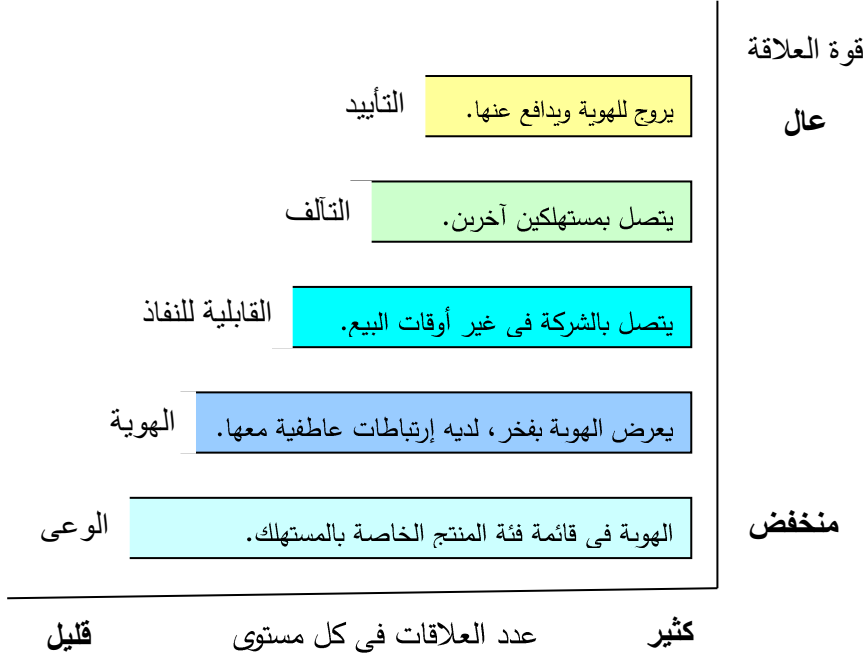 قوة العلاقة
عال
يروج للهوية ويدافع عنها.
التأييد
يتصل بمستهلكين آخرين.
التآلف
يتصل بالشركة فى غير أوقات البيع.
القابلية للنفاذ
يعرض الهوية بفخر، لديه إرتباطات عاطفية معها.
الهوية
منخفض
الهوية فى قائمة فئة المنتج الخاصة بالمستهلك.
الوعى
كثير
عدد العلاقات فى كل مستوى
قليل